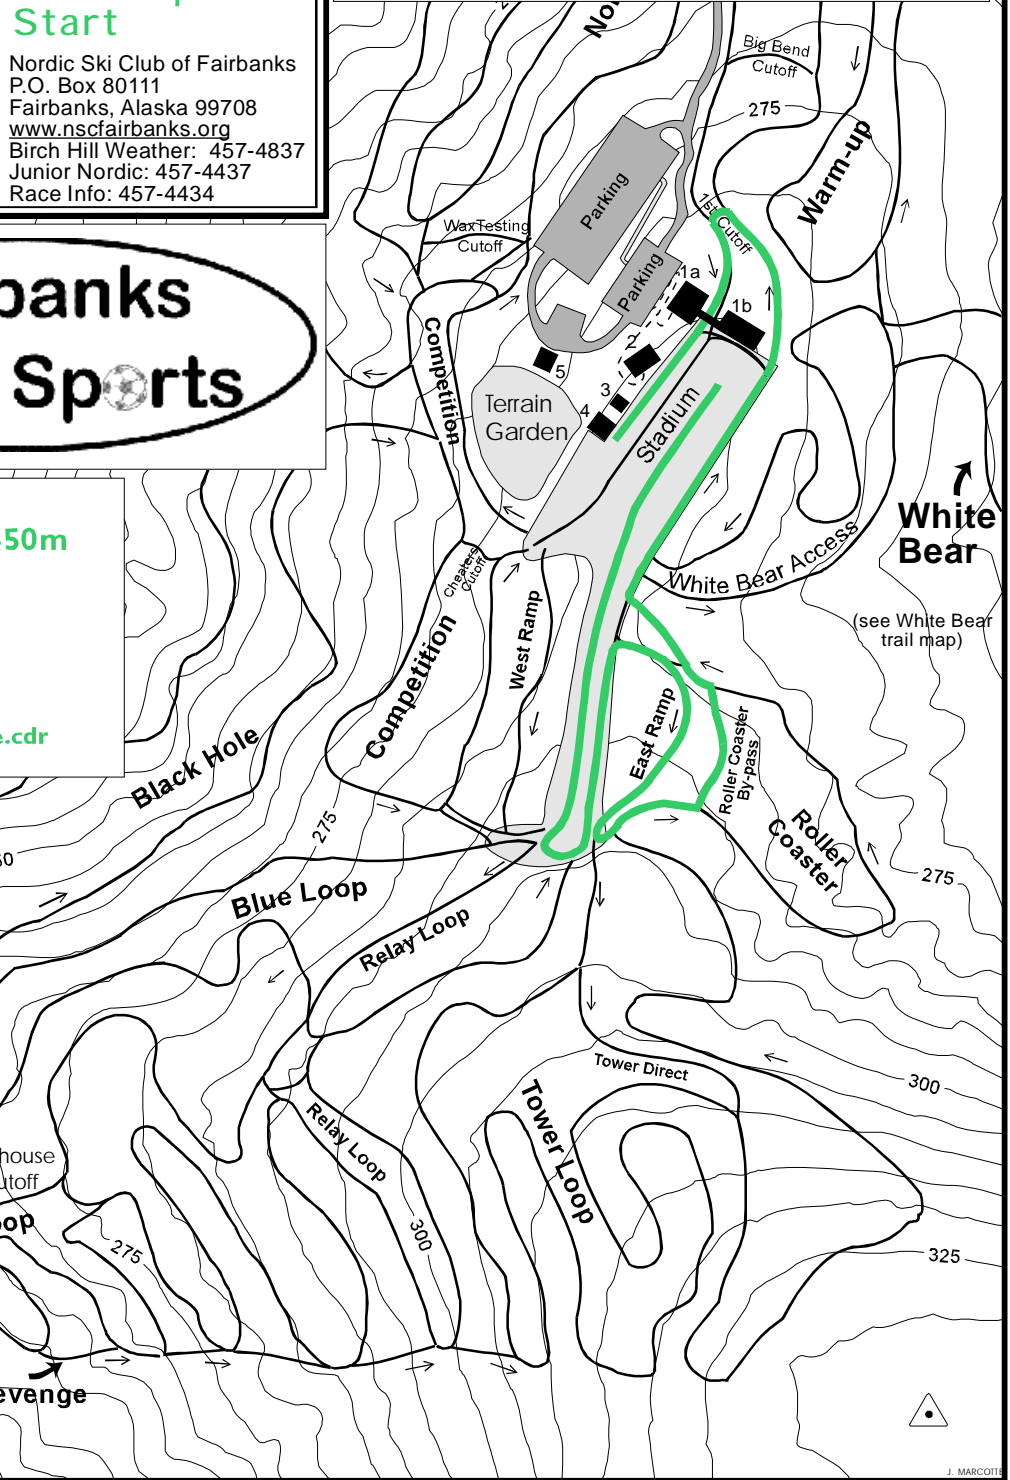 Start
Nordic Ski Club of Fairbanks
P.O. Box 80111
Fairbanks, Alaska 99708
www.nscfairbanks.org
Birch Hill Weather: 457-4837
Junior Nordic: 457-4437
Race Info: 457-4434
banks
Sports
50m
e.cdr
Big Bend
Cutoff
275
Warm-up
Parking
Parking
1st Cutoff
WaxTesting
Cutoff
1a
1b
2
3
4
5
Competition
Terrain
Garden
Stadium
White
Bear
White Bear Access
(see White Bear
trail map)
Cheaters
Cutoff
West Ramp
Competition
East Ramp
Roller Coaster
By-pass
Roller
Coaster
Black Hole
275
275
Blue Loop
Relay Loop
Tower Direct
300
Tower Loop
Relay Loop
300
325
house
utoff
oop
275
evenge
J. MARCOTTE